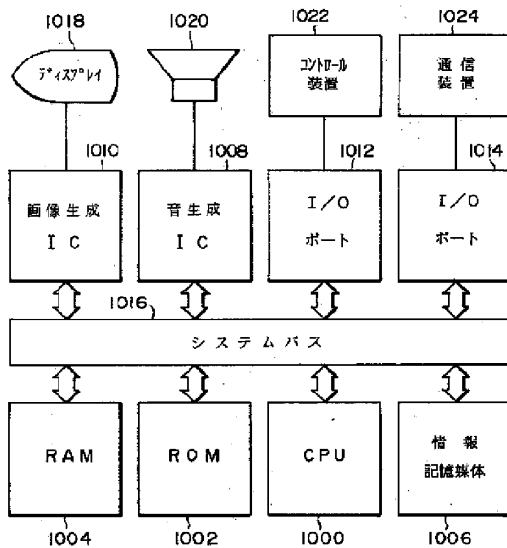 1018
1020
1022
1024
ディスプレイ
コントロール
装置
通信
装置
1010
1008
1012
1014
画像生成
IC
音生成
IC
I/O
ポート
I/O
ポート
1016
システムバス
RAM
ROM
CPU
情報
記憶媒体
1004
1002
1000
1006